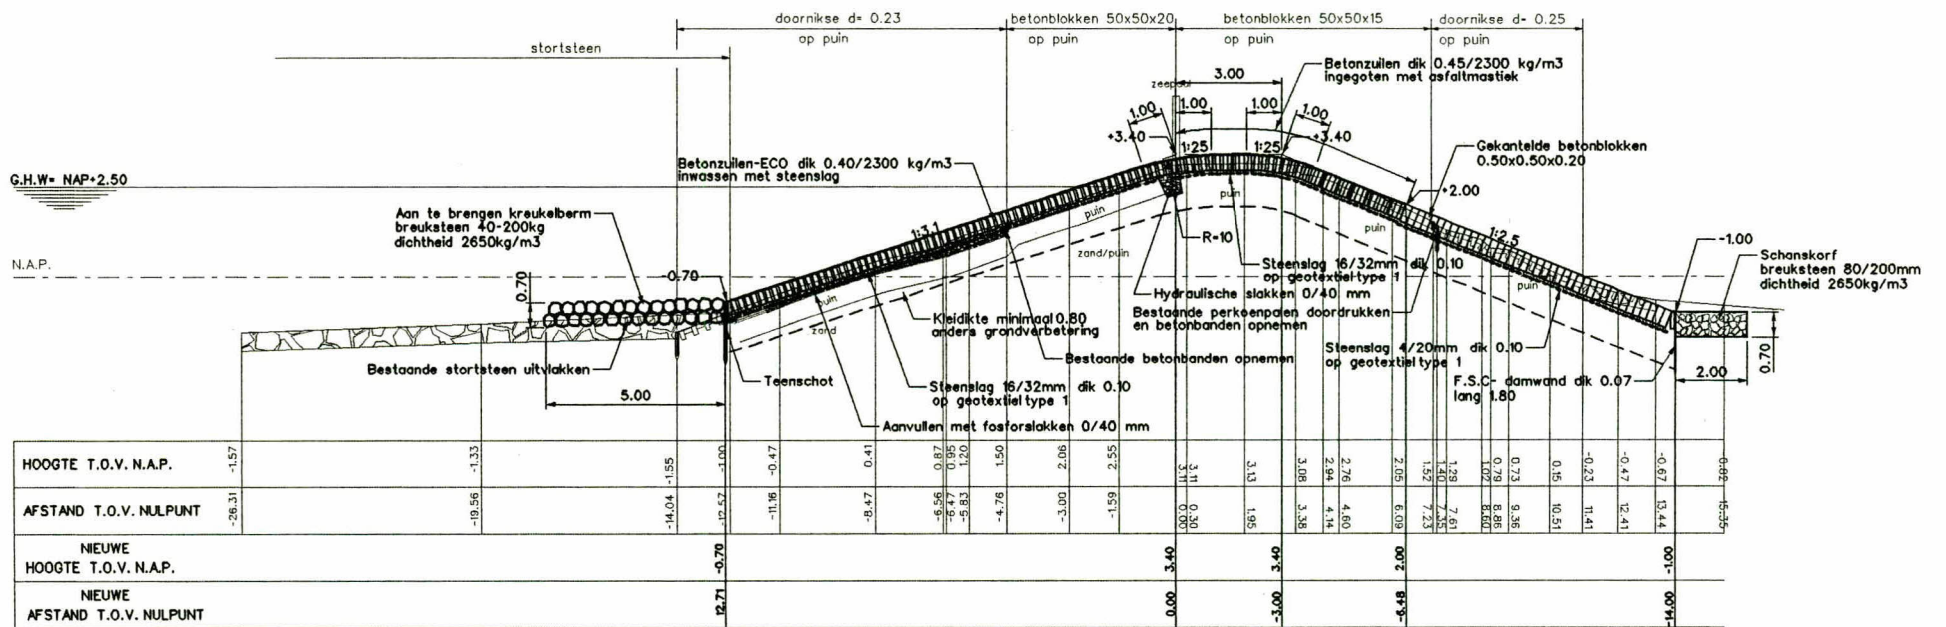 doornikse d= 0.23
op puin
betonblokken 50x50x20
op puin
betonblokken 50x50x15
op puin
doornikse d- 0.25
op puin
stortsteen
3.00
zeepaal
1.00
1.00
1.00
1.00
+3.40
+3.40
1:25
1:25
Betonzuilen dik 0.45/2300 kg/m3
ingegoten met asfaltmastiek
Gekantelde betonblokken
0.50x0.50x0.20
+2.00
Betonzuilen-ECO dik 0.40/2300 kg/m3
inwassen met steenslag
G.H.W= NAP+2.50
Aan te brengen kreukelberm
breuksteen 40-200kg
dichtheid 2650kg/m3
1:3.1
puin
puin
puin
zand/puin
R=10
1:2.5
-1.00
Schanskorf
breuksteen 80/200mm
dichtheid 2650kg/m3
N.A.P.
0.70
-0.70
Steenslag 16/32mm dik 0.10
op geotextiel type 1
Hydraulische slakken 0/40 mm
Bestaande perkoenpalen doordrukken
en betonbanden opnemen
puin
puin
zand
Kleidikte minimaal 0.80
anders grondverbetering
Bestaande betonbanden opnemen
Steenslag 4/20mm dik 0.10
op geotextiel type 1
Bestaande stortsteen uitvlakken
Teenschot
Steenslag 16/32mm dik 0.10
op geotextiel type 1
F.S.C- damwand dik 0.07
lang 1.80
2.00
0.70
5.00
Aanvullen met fosforslakken 0/40 mm
HOOGTE T.O.V. N.A.P. -1.57 -1.33 -1.55 -1.00 -0.47 0.41 0.87 0.95 1.20 1.50 2.06 2.55 3.11 3.11 3.13 3.08 2.94 2.76 2.05 1.52 1.40 1.29 1.02 0.79 0.73 0.15 -0.23 -0.47 -0.67 0.82
AFSTAND T.O.V. NULPUNT -26.31 -19.56 -14.04 -12.57 -11.16 -8.47 -6.56 -6.47 -5.83 -4.76 -3.00 -1.59 0.00 0.30 1.95 3.38 4.14 4.60 6.09 7.23 7.35 7.61 8.60 8.86 9.36 10.51 11.41 12.41 13.44 15.35
NIEUWE
HOOGTE T.O.V. N.A.P. -0.70 3.40 3.40 2.00 -1.00
NIEUWE
AFSTAND T.O.V. NULPUNT 12.71 0.00 -3.00 -6.48 -14.00